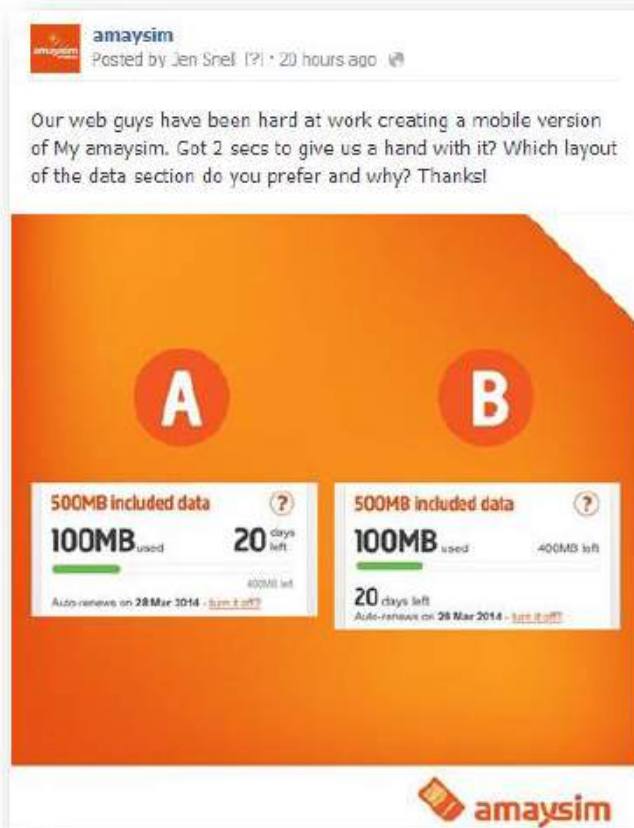 amaysim
amaysim
Posted by Jen Snell [?] · 20 hours ago
Our web guys have been hard at work creating a mobile version
of My amaysim. Got 2 secs to give us a hand with it? Which layout
of the data section do you prefer and why? Thanks!
A
B
500MB included data ?
100MB used 20 days left
400MB left
Auto-renews on 28 Mar 2014 - turn it off?
500MB included data ?
100MB used 400MB left
20 days left
Auto-renews on 28 Mar 2014 - turn it off?
amaysim